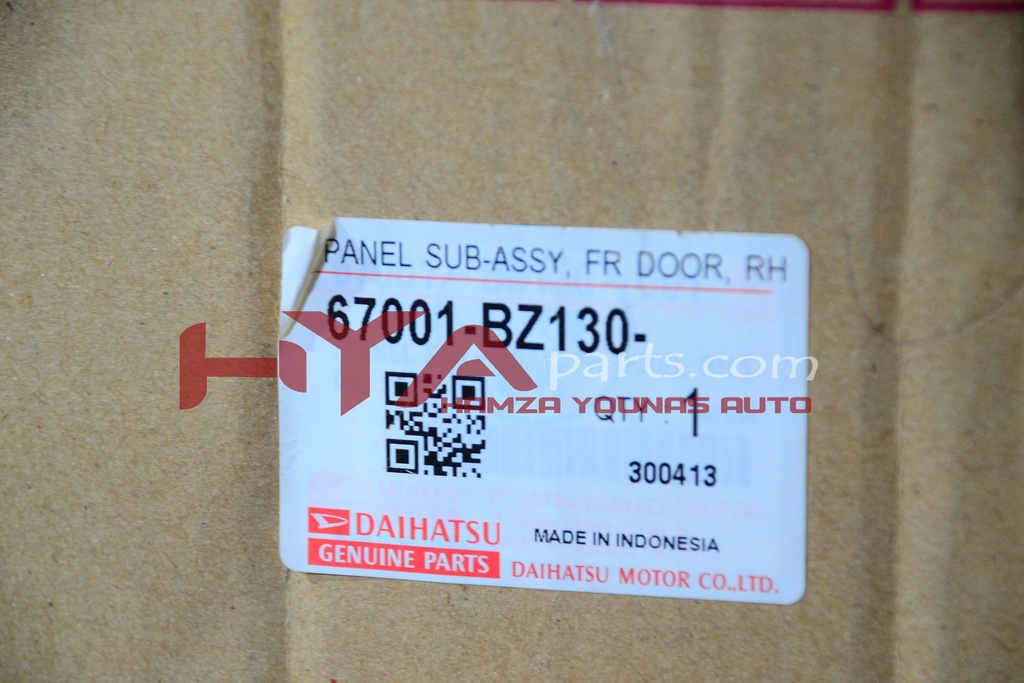 PANEL SUB-ASSY, FR DOOR, RH
67001-BZ130-
HYAparts.com
HAMZA YOUNAS AUTO
QTY : 1
300413
DAIHATSU
GENUINE PARTS
MADE IN INDONESIA
DAIHATSU MOTOR CO.,LTD.